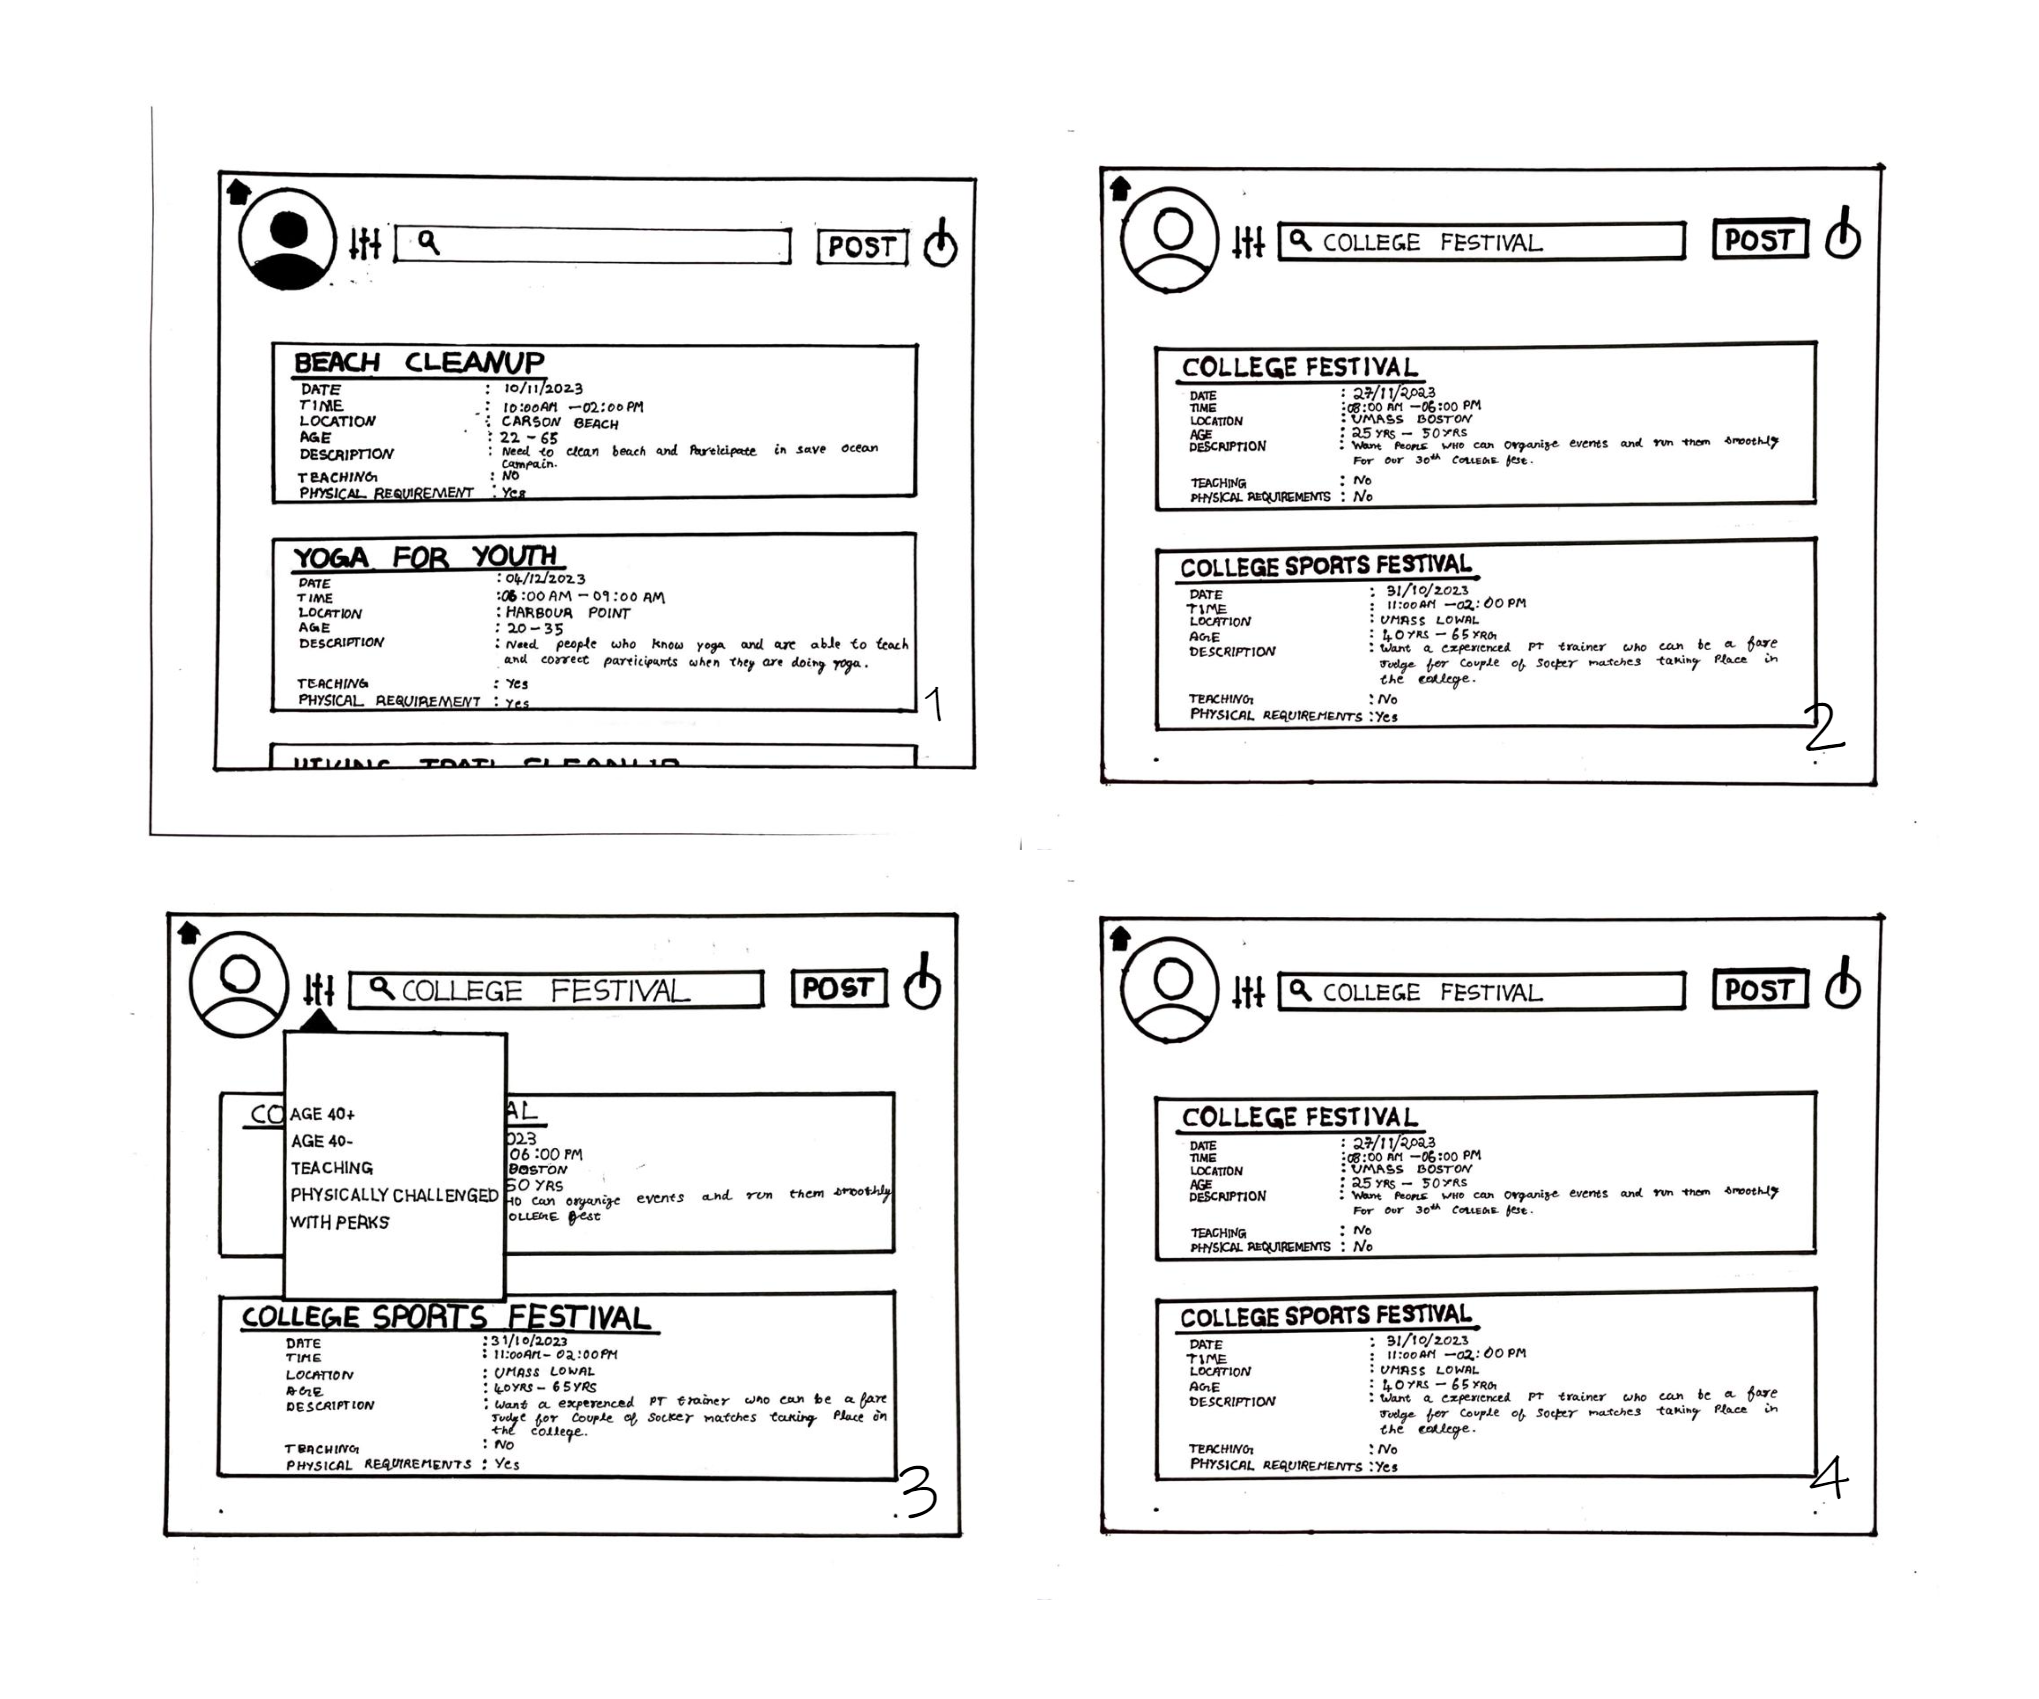 POST
BEACH CLEANUP
DATE : 10/11/2023
TIME : 10:00AM - 02:00PM
LOCATION : CARSON BEACH
AGE : 22 - 65
DESCRIPTION : Need to clean beach and Participate in save ocean
Campain.
TEACHING : NO
PHYSICAL REQUIREMENT : Yes
YOGA FOR YOUTH
DATE : 04/12/2023
TIME : 06:00AM - 09:00 AM
LOCATION : HARBOUR POINT
AGE : 20 - 35
DESCRIPTION : Need people who know yoga and are able to teach
and correct participants when they are doing yoga.
TEACHING : Yes
PHYSICAL REQUIREMENT : Yes
HIKING TRAIL CLEANUP
1
COLLEGE FESTIVAL POST
COLLEGE FESTIVAL
DATE : 27/11/2023
TIME : 08:00 AM - 06:00 PM
LOCATION : UMASS BOSTON
AGE : 25 YRS - 50 YRS
DESCRIPTION : Want PeoPLE WHO can Organize events and run them smoothly
For Our 30th COLLEGE fest.
TEACHING : No
PHYSICAL REQUIREMENTS : No
COLLEGE SPORTS FESTIVAL
DATE : 31/10/2023
TIME : 11:00AM - 02:00PM
LOCATION : UMASS LOWAL
AGE : 40 YRS - 65 YRS
DESCRIPTION : Want a experienced PT trainer who can be a fare
Judge for Couple of Socker matches taking Place in
the college.
TEACHING : No
PHYSICAL REQUIREMENTS : Yes
2
COLLEGE FESTIVAL POST
CO AL
AGE 40+
AGE 40-
TEACHING
PHYSICALLY CHALLENGED
WITH PERKS
023
06:00 PM
BOSTON
50 YRS
HO can organize events and run them smoothly
OLLEGE fest
COLLEGE SPORTS FESTIVAL
DATE : 31/10/2023
TIME : 11:00AM - 02:00PM
LOCATION : UMASS LOWAL
AGE : 40YRS - 65YRS
DESCRIPTION : Want a experenced PT trainer who can be a fare
Judge for Couple of Socker matches taking Place on
the college.
TEACHING : NO
PHYSICAL REQUIREMENTS : Yes
3
COLLEGE FESTIVAL POST
COLLEGE FESTIVAL
DATE : 27/11/2023
TIME : 08:00 AM - 06:00 PM
LOCATION : UMASS BOSTON
AGE : 25 YRS - 50 YRS
DESCRIPTION : Want PeoPLE WHO can Organize events and run them smoothly
For Our 30th COLLEGE fest.
TEACHING : No
PHYSICAL REQUIREMENTS : No
COLLEGE SPORTS FESTIVAL
DATE : 31/10/2023
TIME : 11:00AM - 02:00PM
LOCATION : UMASS LOWAL
AGE : 40 YRS - 65 YRS
DESCRIPTION : Want a experienced PT trainer who can be a fare
Judge for Couple of Socker matches taking Place in
the college.
TEACHING : No
PHYSICAL REQUIREMENTS : Yes
4